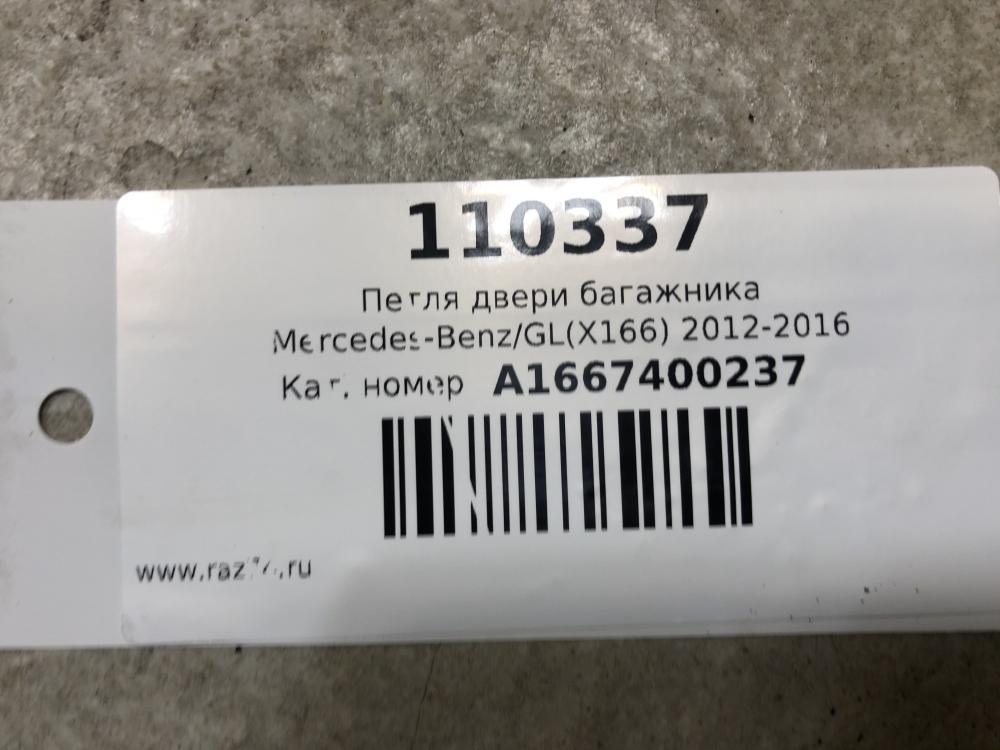 110337
Петля двери багажника
Mercedes-Benz/GL(X166) 2012-2016
Кат. номер A1667400237